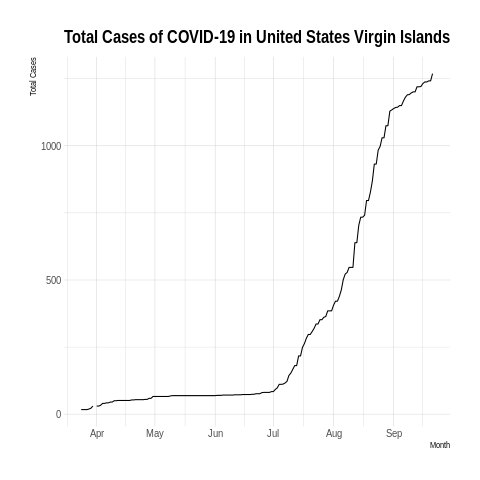 Total Cases of COVID-19 in United States Virgin Islands
Total Cases
1000
500
0
Apr May Jun Jul Aug Sep
Month